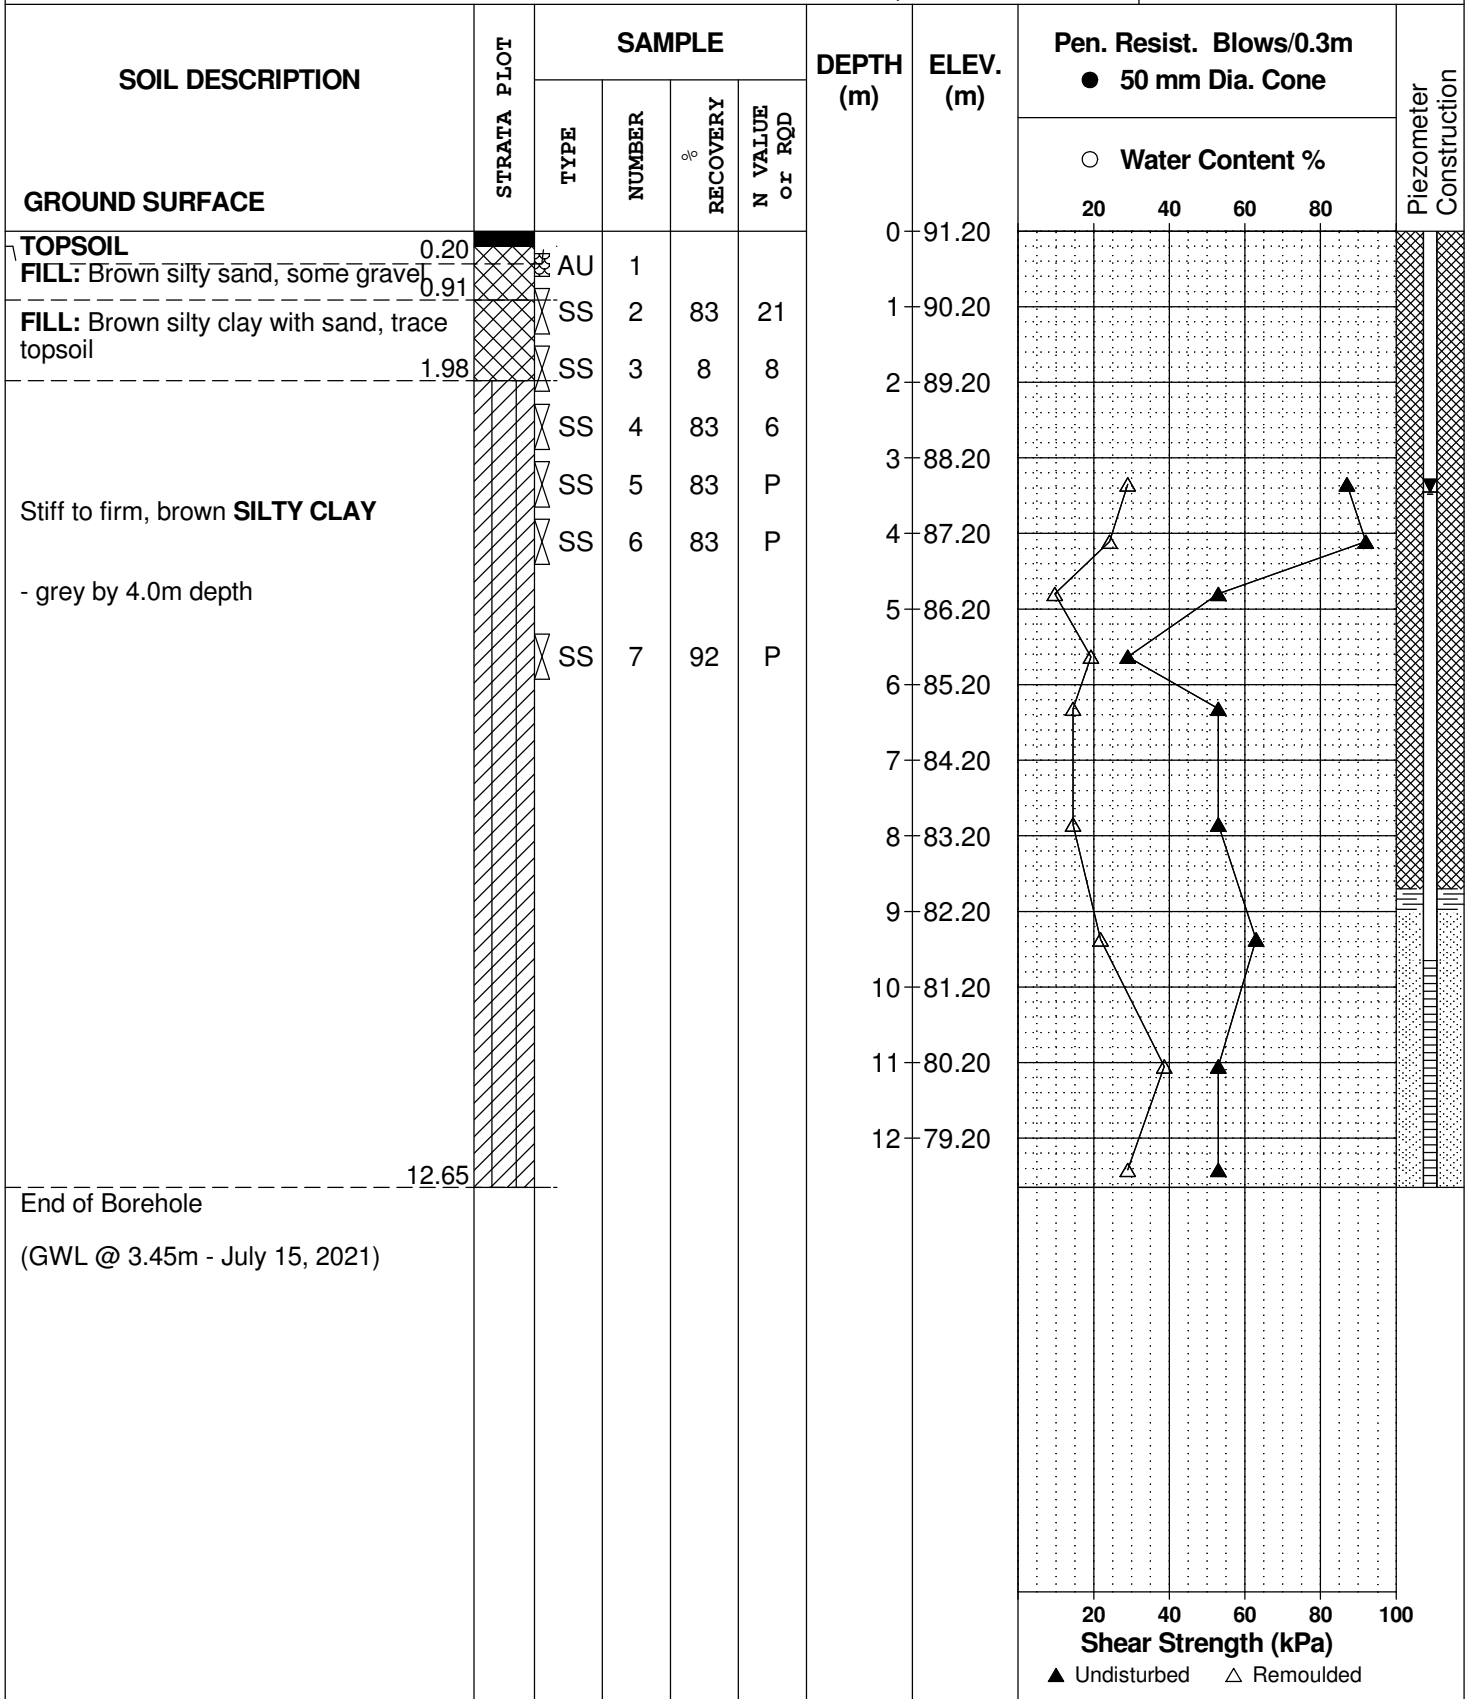 SOIL DESCRIPTION
GROUND SURFACE
STRATA PLOT
SAMPLE
TYPE
NUMBER
%
RECOVERY
N VALUE
or RQD
DEPTH
(m)
ELEV.
(m)
Pen. Resist. Blows/0.3m
● 50 mm Dia. Cone
○ Water Content %
20 40 60 80
Piezometer
Construction
TOPSOIL 0.20
FILL: Brown silty sand, some gravel 0.91
FILL: Brown silty clay with sand, trace
topsoil
1.98
Stiff to firm, brown SILTY CLAY
- grey by 4.0m depth
12.65
End of Borehole
(GWL @ 3.45m - July 15, 2021)
AU 1
SS 2 83 21
SS 3 8 8
SS 4 83 6
SS 5 83 P
SS 6 83 P
SS 7 92 P
0 91.20
1 90.20
2 89.20
3 88.20
4 87.20
5 86.20
6 85.20
7 84.20
8 83.20
9 82.20
10 81.20
11 80.20
12 79.20
20 40 60 80 100
Shear Strength (kPa)
▲ Undisturbed △ Remoulded